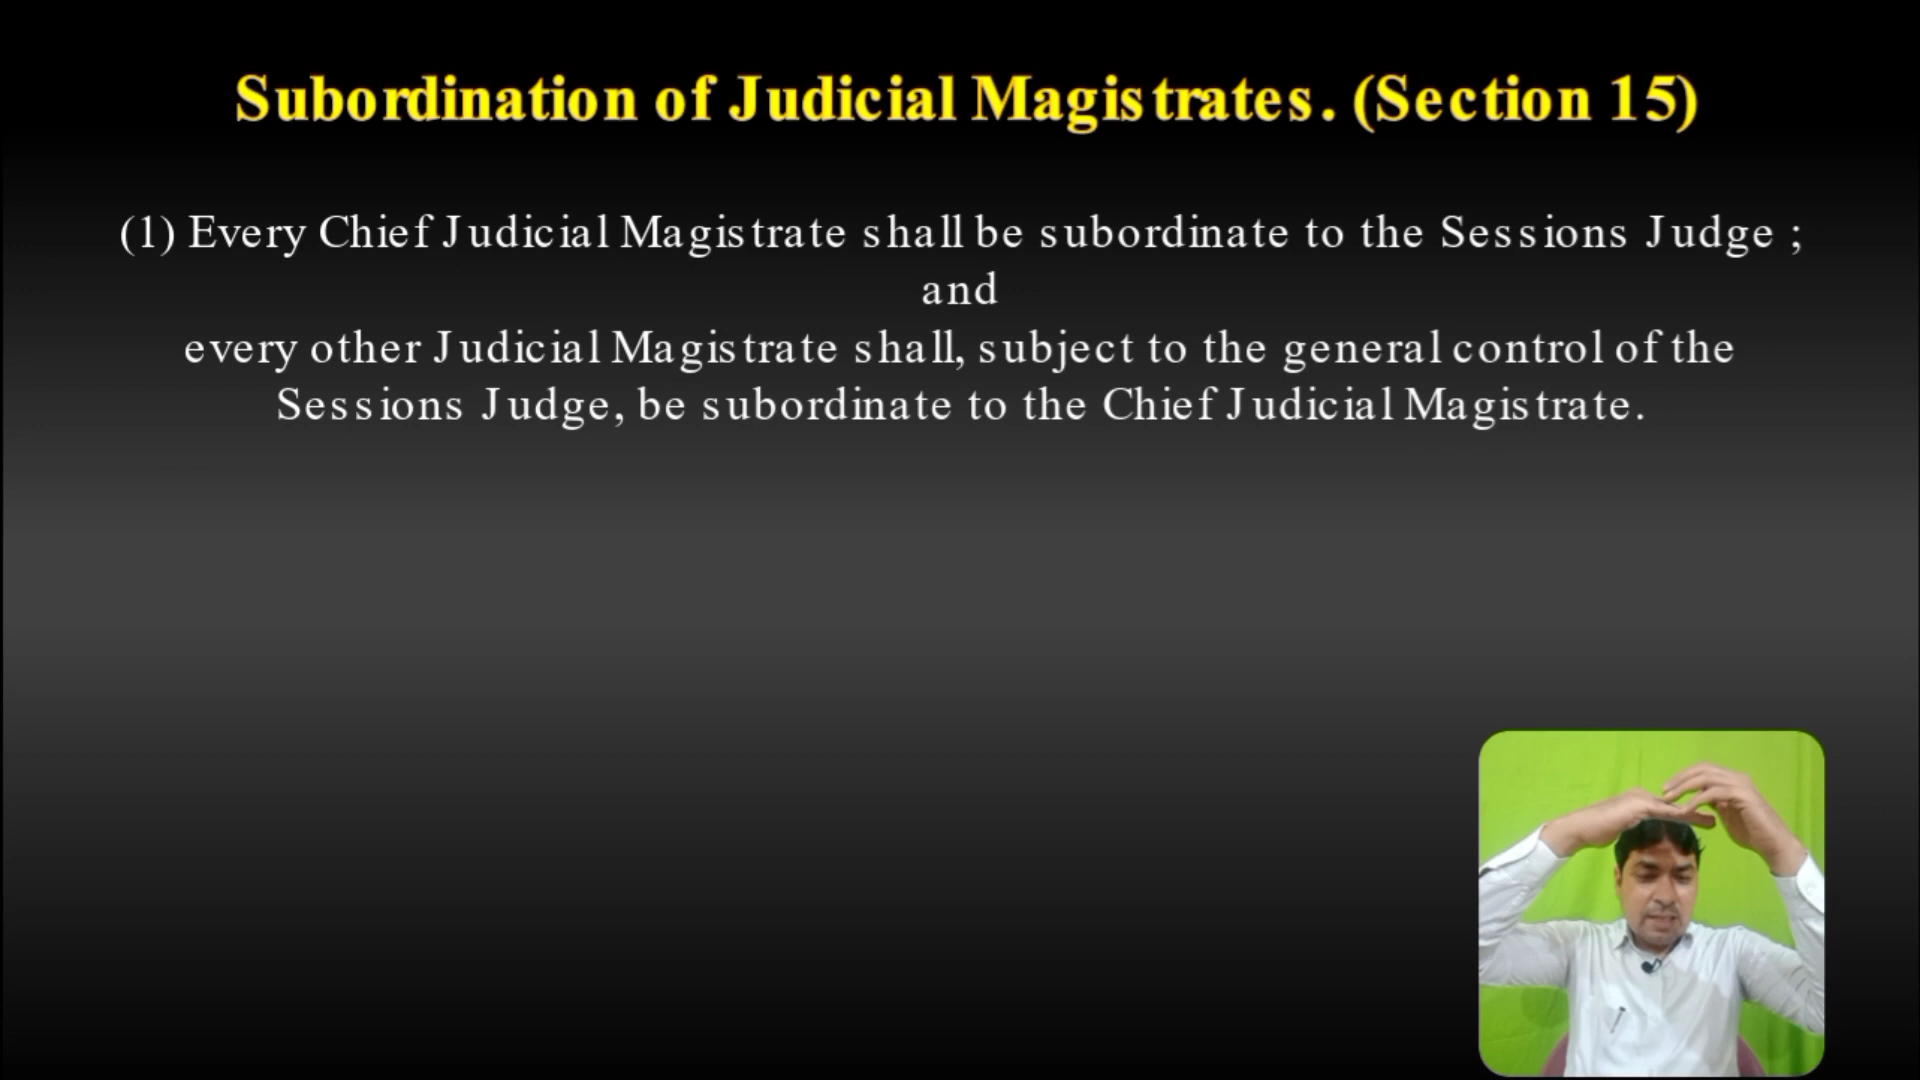 Subordination of Judicial Magistrates. (Section 15)
(1) Every Chief Judicial Magistrate shall be subordinate to the Sessions Judge ;
and
every other Judicial Magistrate shall, subject to the general control of the
Sessions Judge, be subordinate to the Chief Judicial Magistrate.